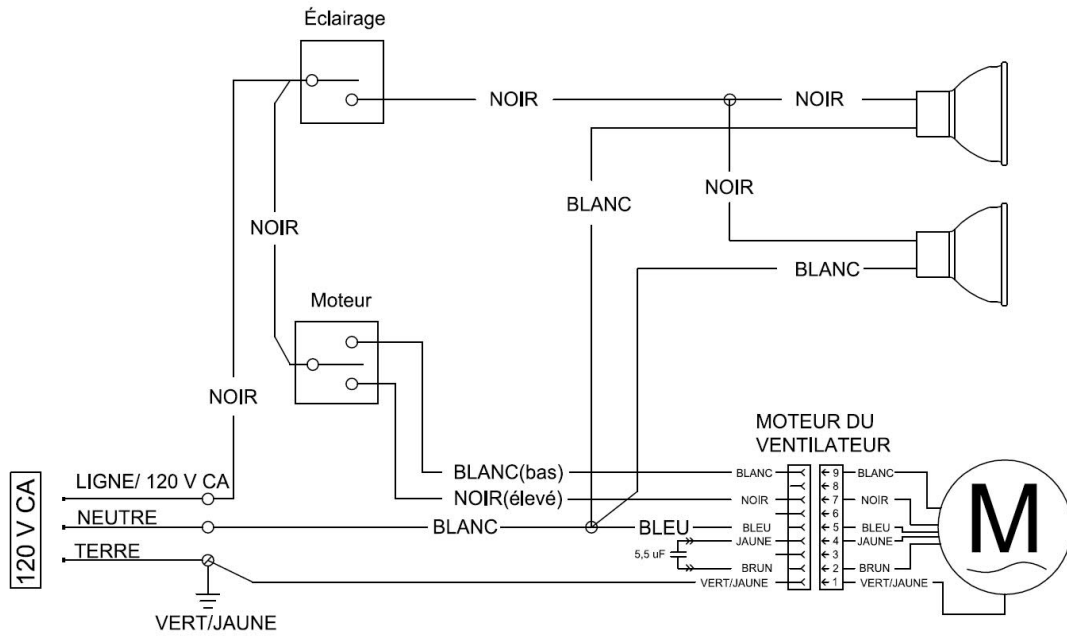 Éclairage
NOIR
NOIR
NOIR
BLANC
NOIR
BLANC
Moteur
NOIR
MOTEUR DU
VENTILATEUR
120 V CA
LIGNE/ 120 V CA
BLANC(bas)
BLANC
9
BLANC
8
NOIR(élevé)
NOIR
7
NOIR
6
NEUTRE
BLANC
BLEU
BLEU
5
BLEU
JAUNE
4
JAUNE
5,5 uF
3
BRUN
2
BRUN
TERRE
VERT/JAUNE
1
VERT/JAUNE
M
VERT/JAUNE